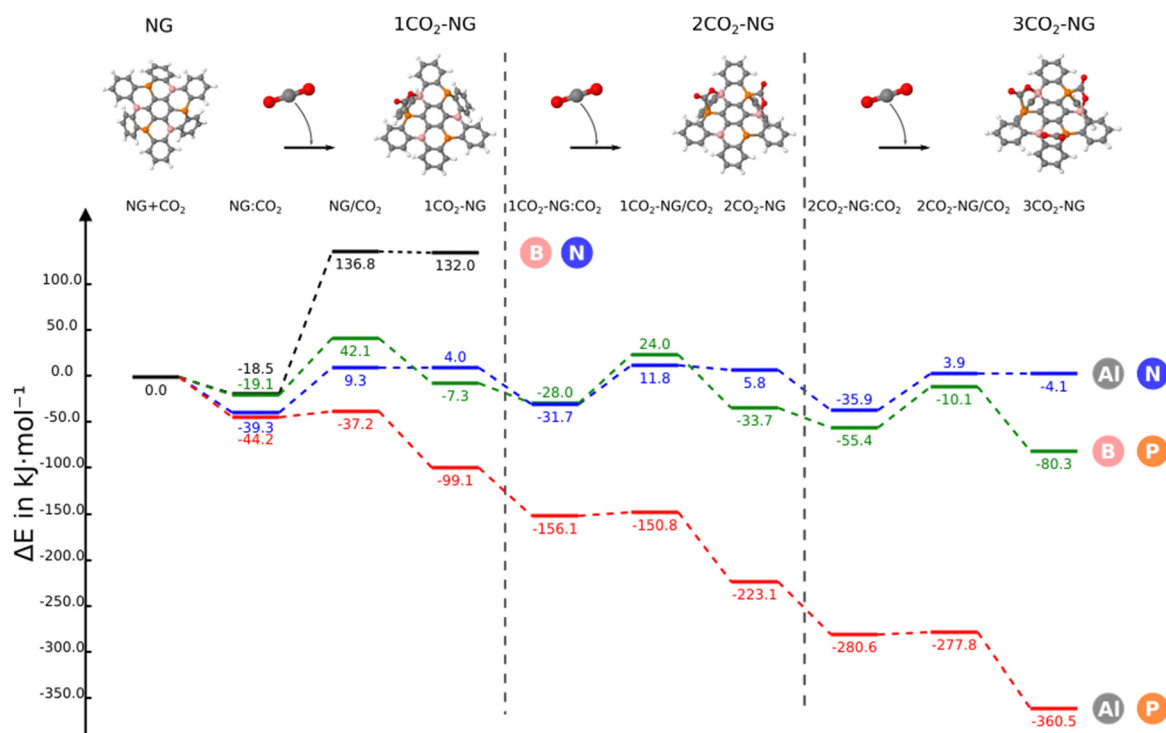 NG 1CO₂-NG 2CO₂-NG 3CO₂-NG
NG+CO₂ NG:CO₂ NG/CO₂ 1CO₂-NG 1CO₂-NG:CO₂ 1CO₂-NG/CO₂ 2CO₂-NG 2CO₂-NG:CO₂ 2CO₂-NG/CO₂ 3CO₂-NG
ΔE in kJ·mol⁻¹
100.0
50.0
0.0
-50.0
-100.0
-150.0
-200.0
-250.0
-300.0
-350.0
136.8 132.0 B N
0.0 -18.5 -19.1 -39.3 -44.2
42.1 9.3 -37.2
4.0 -7.3 -99.1
-28.0 -31.7 -156.1
24.0 11.8 -150.8
5.8 -33.7 -223.1
-35.9 -55.4 -280.6
3.9 -10.1 -277.8
-4.1 -80.3 -360.5
Al N
B P
Al P